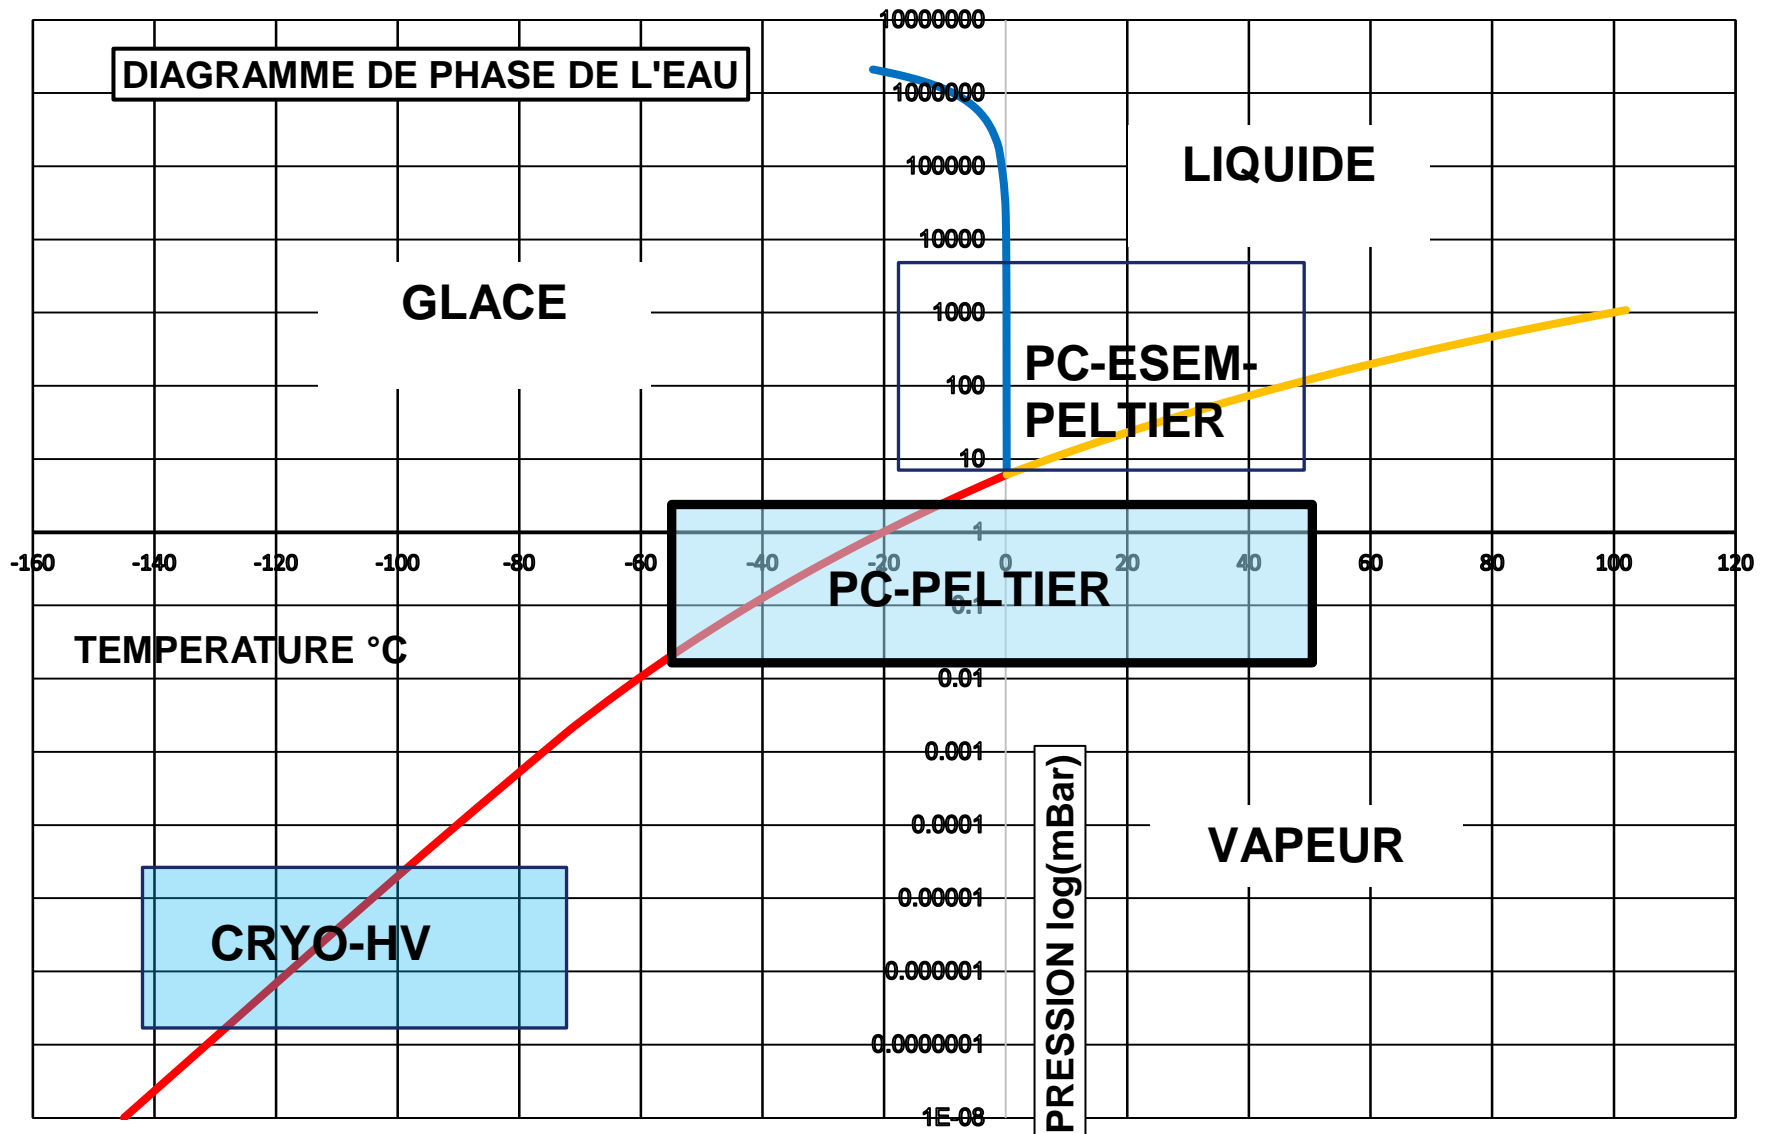 10000000
DIAGRAMME DE PHASE DE L'EAU
1000000
100000
LIQUIDE
10000
GLACE
1000
PC-ESEM-
PELTIER
100
10
1
-160 -140 -120 -100 -80 -60 -40 -20 0 20 40 60 80 100 120
PC-PELTIER
0.1
TEMPERATURE °C
0.01
0.001
PRESSION log(mBar)
0.0001
VAPEUR
0.00001
CRYO-HV
0.000001
0.0000001
1E-08